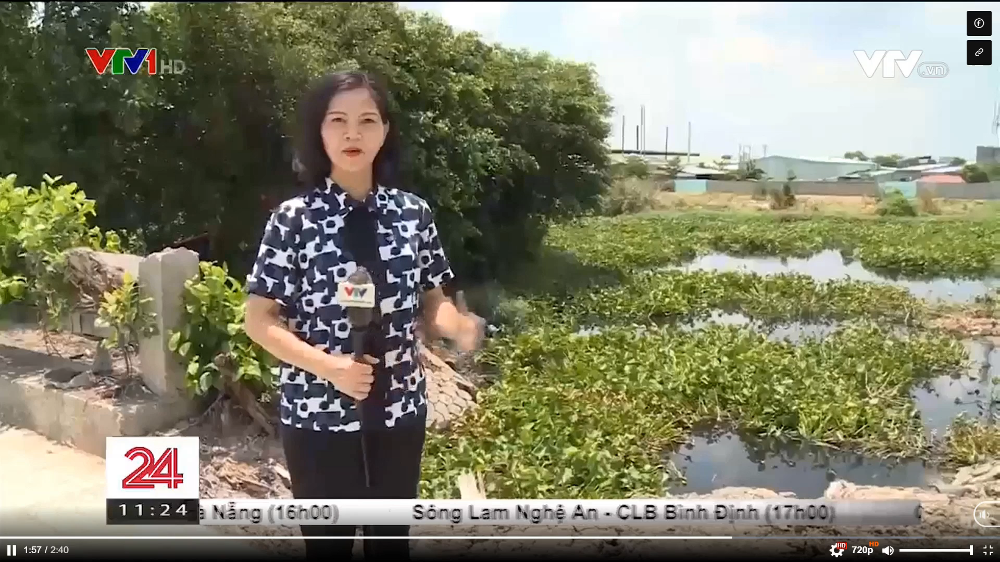 VTV1 HD
VTV.vn
VTV
24
11:24
Nẵng (16h00) Sông Lam Nghệ An - CLB Bình Định (17h00)
1:57 / 2:40
HD
720p HD